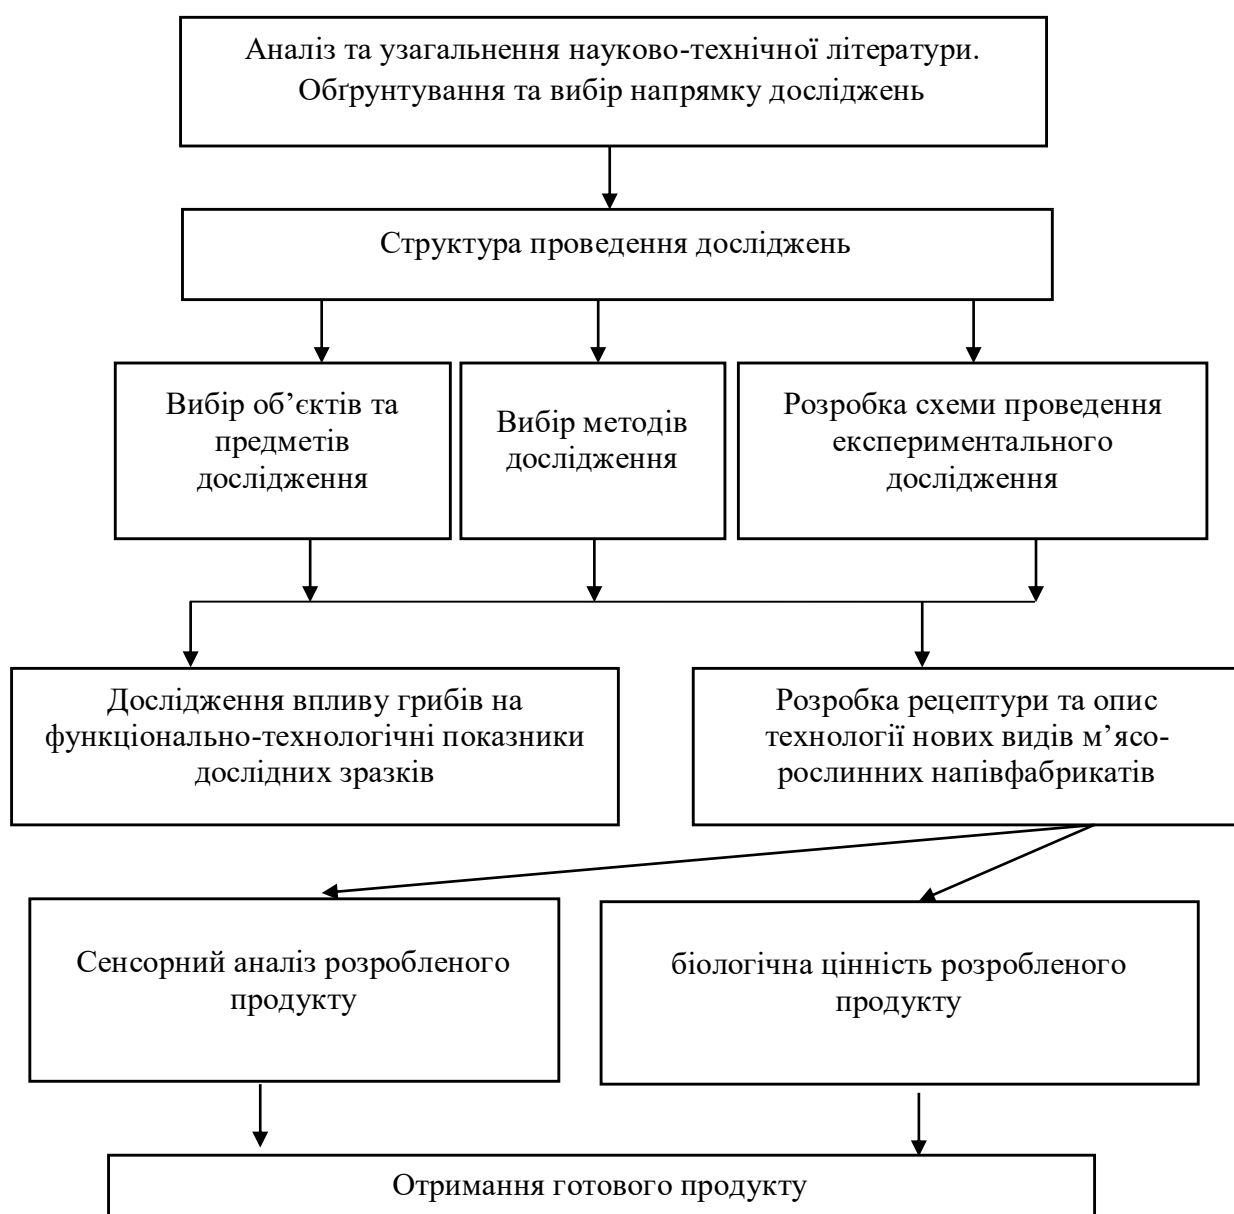 Аналіз та узагальнення науково-технічної літератури.
Обґрунтування та вибір напрямку досліджень
Структура проведення досліджень
Вибір об’єктів та
предметів
дослідження
Вибір методів
дослідження
Розробка схеми проведення
експериментального
дослідження
Дослідження впливу грибів на
функціонально-технологічні показники
дослідних зразків
Розробка рецептури та опис
технології нових видів м’ясо-
рослинних напівфабрикатів
Сенсорний аналіз розробленого
продукту
біологічна цінність розробленого
продукту
Отримання готового продукту